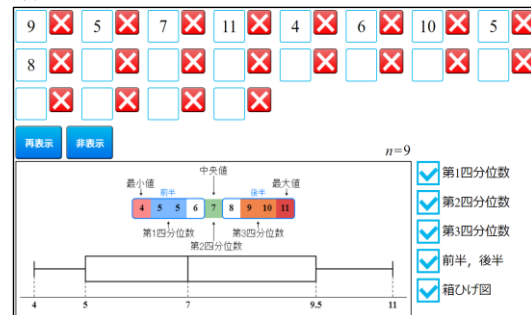 9 5 7 11 4 6 10 5
8
再表示 非表示 n=9
中央値
最小値 前半 後半 最大値
4 5 5 6 7 8 9 10 11
第1四分位数 第3四分位数
第2四分位数
4 5 7 9.5 11
第1四分位数
第2四分位数
第3四分位数
前半，後半
箱ひげ図